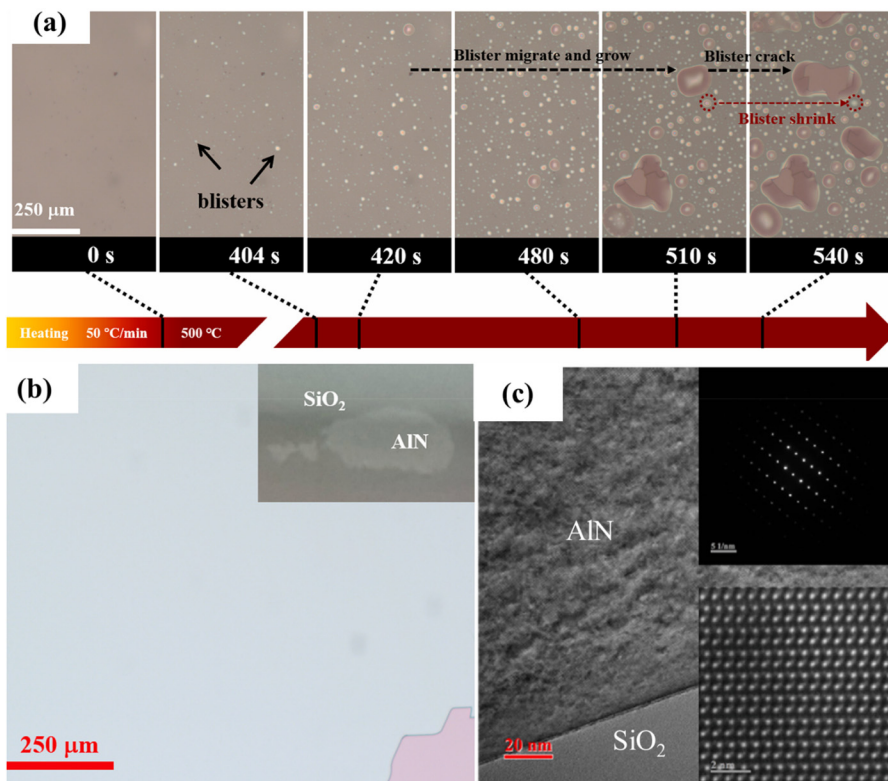 (a)
Blister migrate and grow
Blister crack
Blister shrink
blisters
250 μm
0 s
404 s
420 s
480 s
510 s
540 s
Heating 50 °C/min 500 °C
(b)
SiO₂
AlN
250 μm
(c)
AlN
5 1/nm
20 nm
SiO₂
2 nm